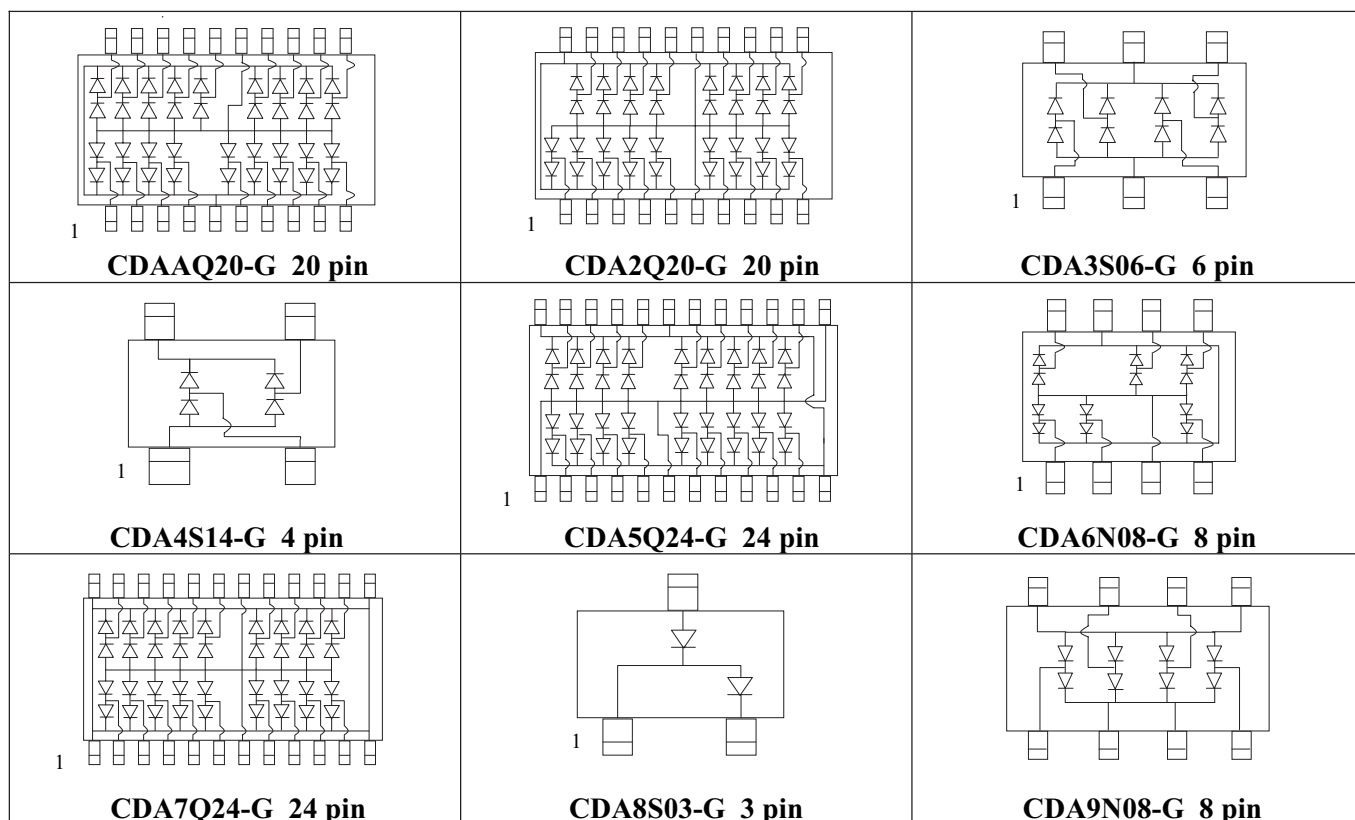 1
CDAAQ20-G 20 pin
1
CDA2Q20-G 20 pin
1
CDA3S06-G 6 pin
1
CDA4S14-G 4 pin
1
CDA5Q24-G 24 pin
1
CDA6N08-G 8 pin
1
CDA7Q24-G 24 pin
1
CDA8S03-G 3 pin
1
CDA9N08-G 8 pin